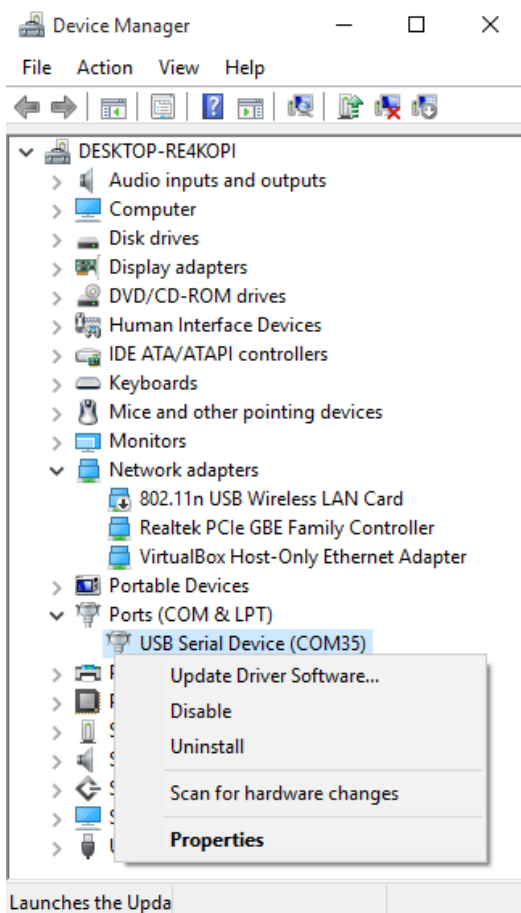 Device Manager
File Action View Help
DESKTOP-RE4KOPI
Audio inputs and outputs
Computer
Disk drives
Display adapters
DVD/CD-ROM drives
Human Interface Devices
IDE ATA/ATAPI controllers
Keyboards
Mice and other pointing devices
Monitors
Network adapters
802.11n USB Wireless LAN Card
Realtek PCIe GBE Family Controller
VirtualBox Host-Only Ethernet Adapter
Portable Devices
Ports (COM & LPT)
USB Serial Device (COM35)
Update Driver Software...
Disable
Uninstall
Scan for hardware changes
Properties
Launches the Upda